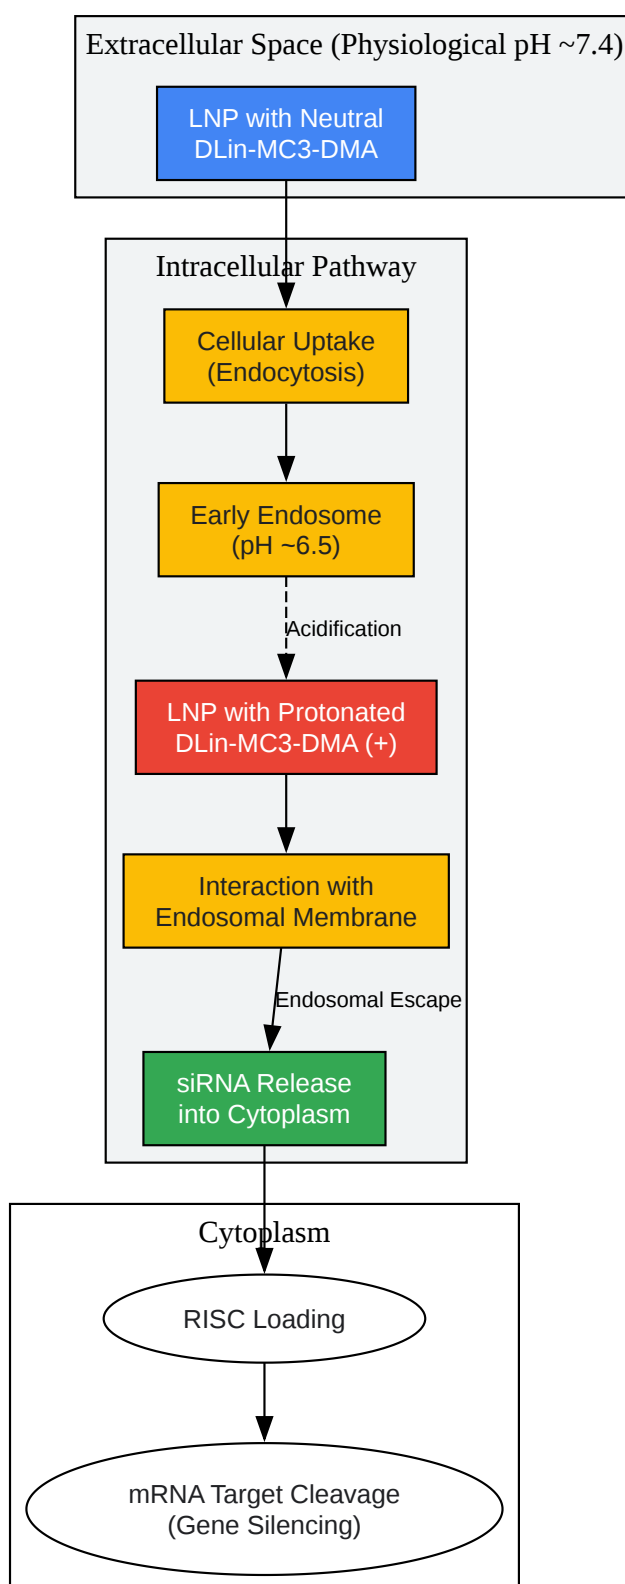 Extracellular Space (Physiological pH ~7.4)
LNP with Neutral
DLin-MC3-DMA
Intracellular Pathway
Cellular Uptake
(Endocytosis)
Early Endosome
(pH ~6.5)
Acidification
LNP with Protonated
DLin-MC3-DMA (+)
Interaction with
Endosomal Membrane
Endosomal Escape
siRNA Release
into Cytoplasm
Cytoplasm
RISC Loading
mRNA Target Cleavage
(Gene Silencing)